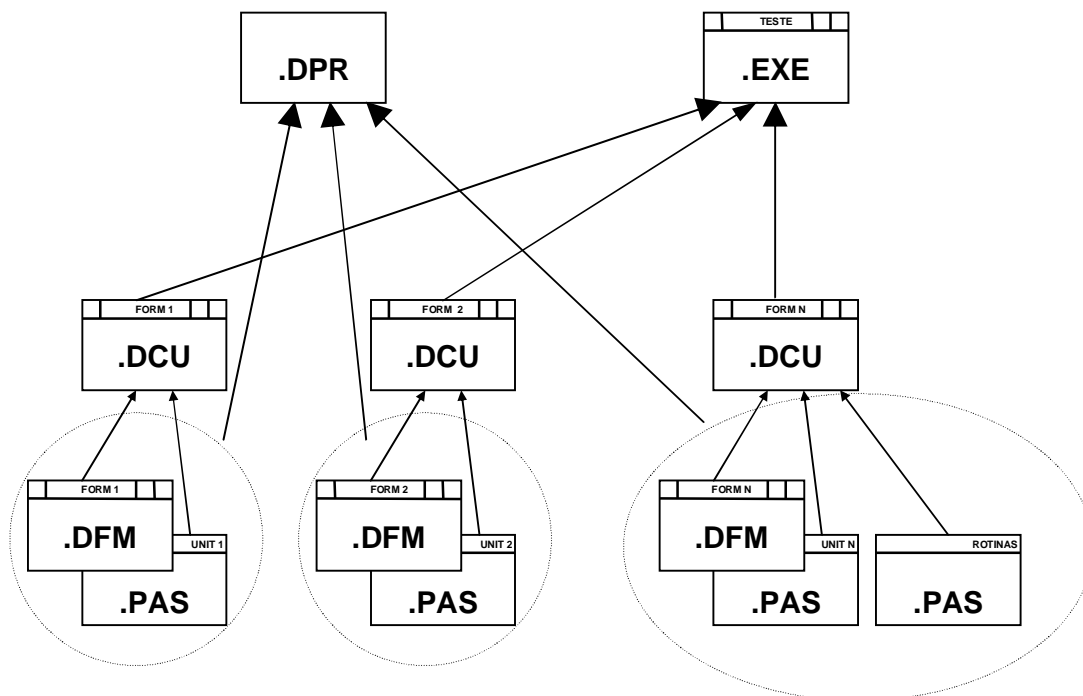 .DPR
TESTE
.EXE
FORM 1
.DCU
FORM 2
.DCU
FORM N
.DCU
FORM 1
.DFM
UNIT 1
.PAS
FORM 2
.DFM
UNIT 2
.PAS
FORM N
.DFM
UNIT N
.PAS
ROTINAS
.PAS